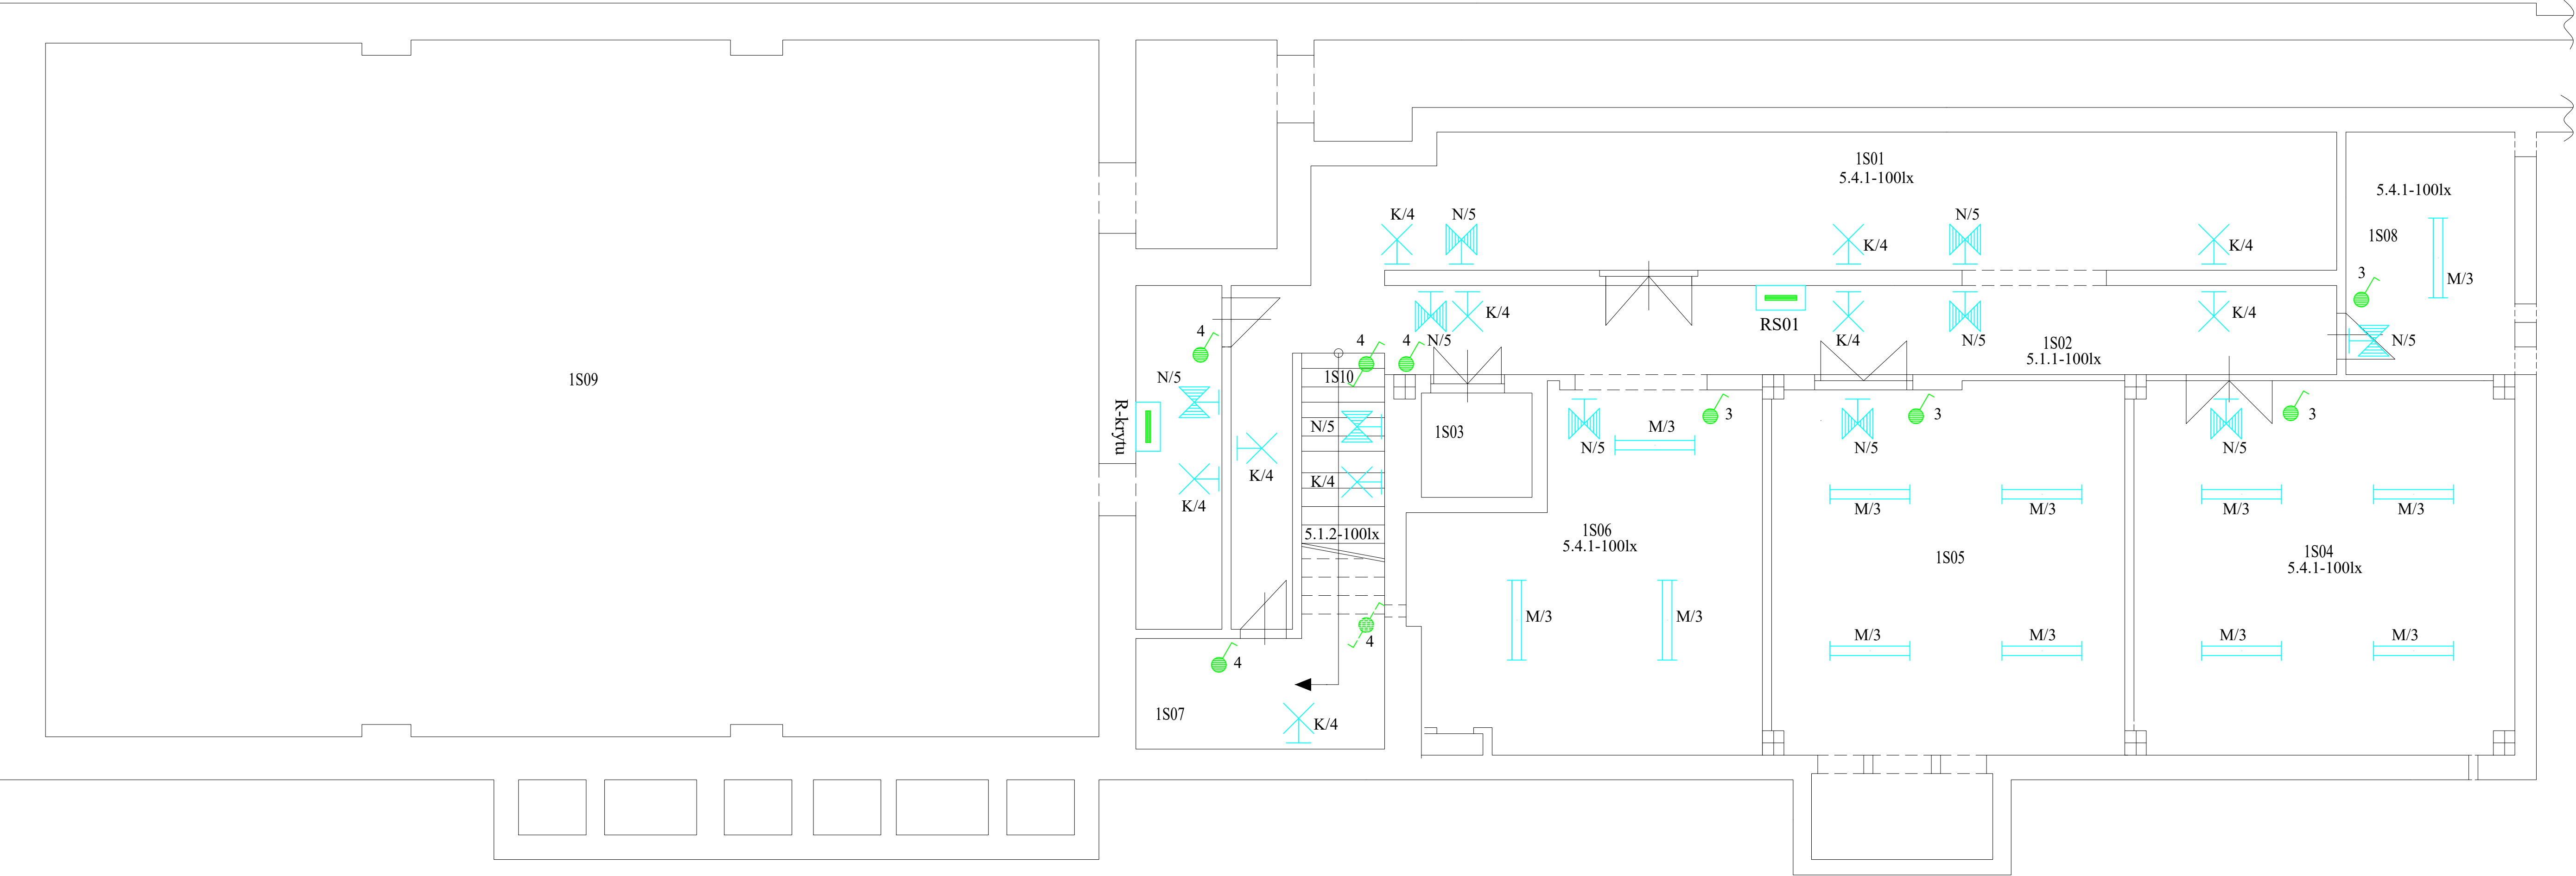 1S01
5.4.1-100lx
5.4.1-100lx
K/4
N/5
N/5
1S08
K/4
K/4
3
M/3
K/4
K/4
RS01
4
4
4
N/5
K/4
N/5
1S02
5.1.1-100lx
N/5
1S09
N/5
1S10
R-krytu
N/5
1S03
M/3
3
3
3
N/5
N/5
N/5
K/4
K/4
K/4
M/3
M/3
M/3
M/3
5.1.2-100lx
1S06
5.4.1-100lx
1S05
1S04
5.4.1-100lx
M/3
M/3
4
4
M/3
M/3
M/3
M/3
1S07
K/4